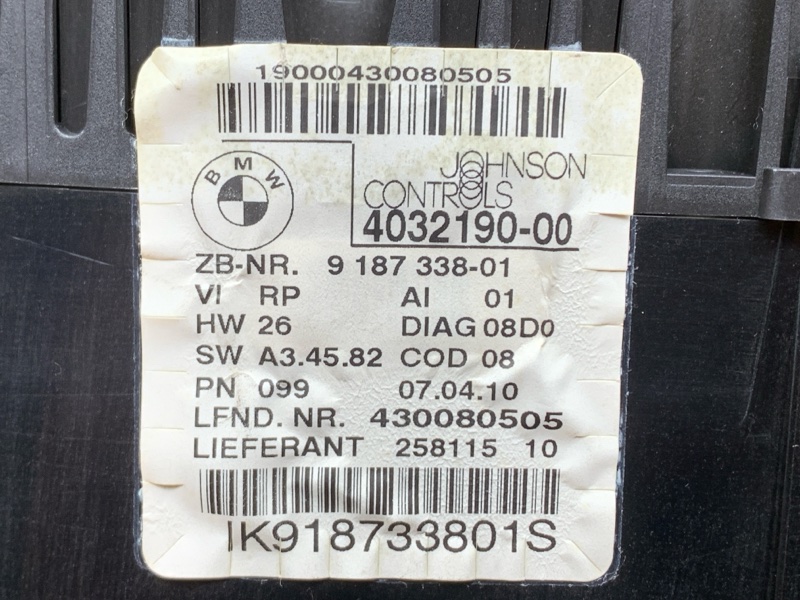 19000430080505
BMW
JOHNSON
CONTROLS
4032190-00
ZB-NR. 9 187 338-01
VI RP AI 01
HW 26 DIAG 08D0
SW A3.45.82 COD 08
PN 099 07.04.10
LFND. NR. 430080505
LIEFERANT 258115 10
IK918733801S